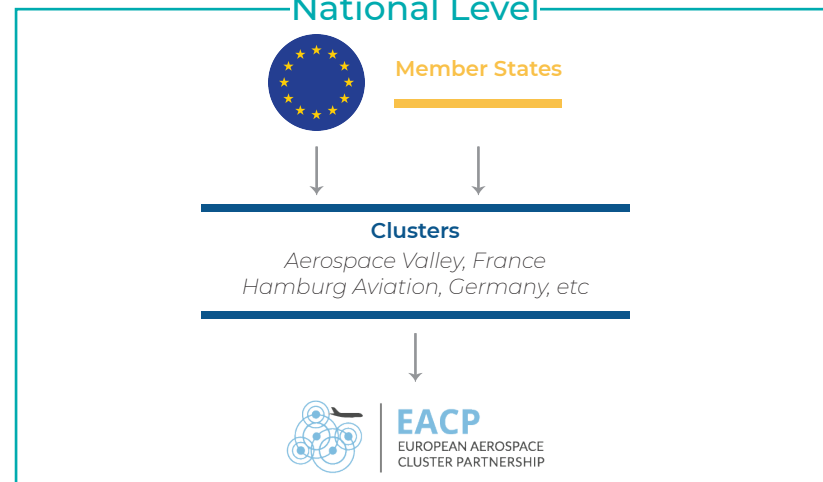 National Level
Member States
Clusters
Aerospace Valley, France
Hamburg Aviation, Germany, etc
EACP
EUROPEAN AEROSPACE
CLUSTER PARTNERSHIP